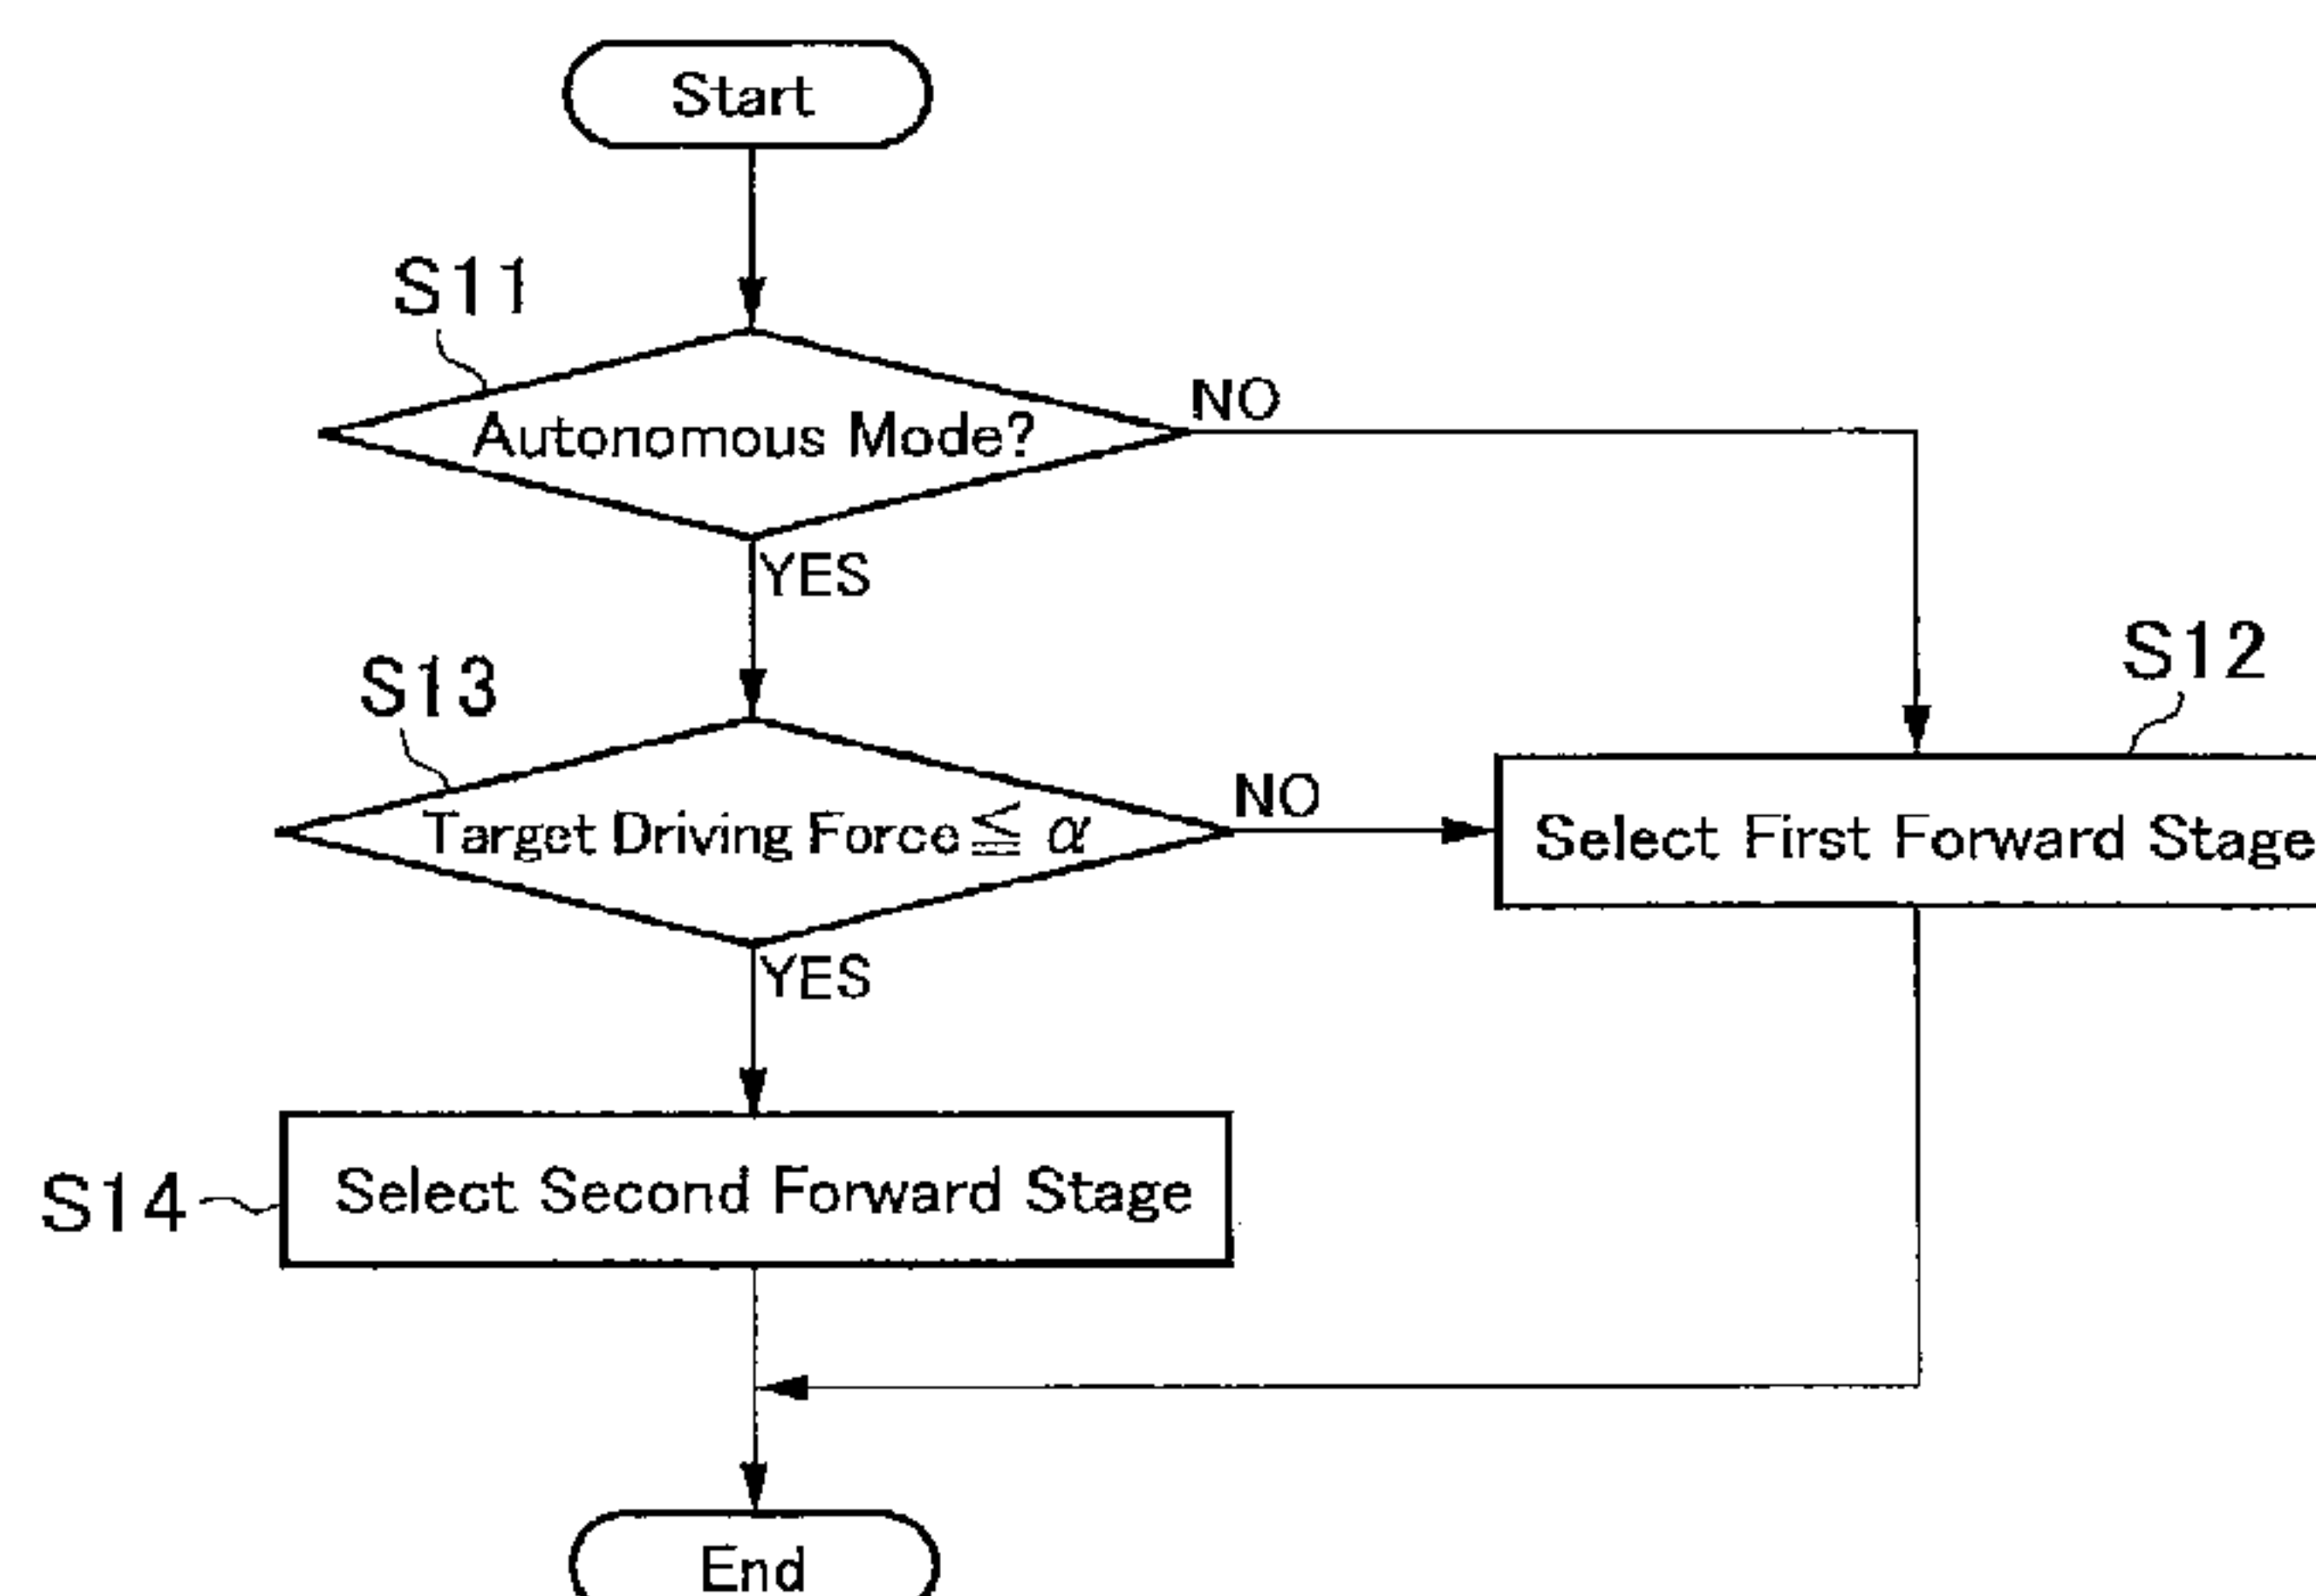 Start
S11
Autonomous Mode?
NO
YES
S12
S13
Target Driving Force ≦ α
NO
Select First Forward Stage
YES
S14
Select Second Forward Stage
End